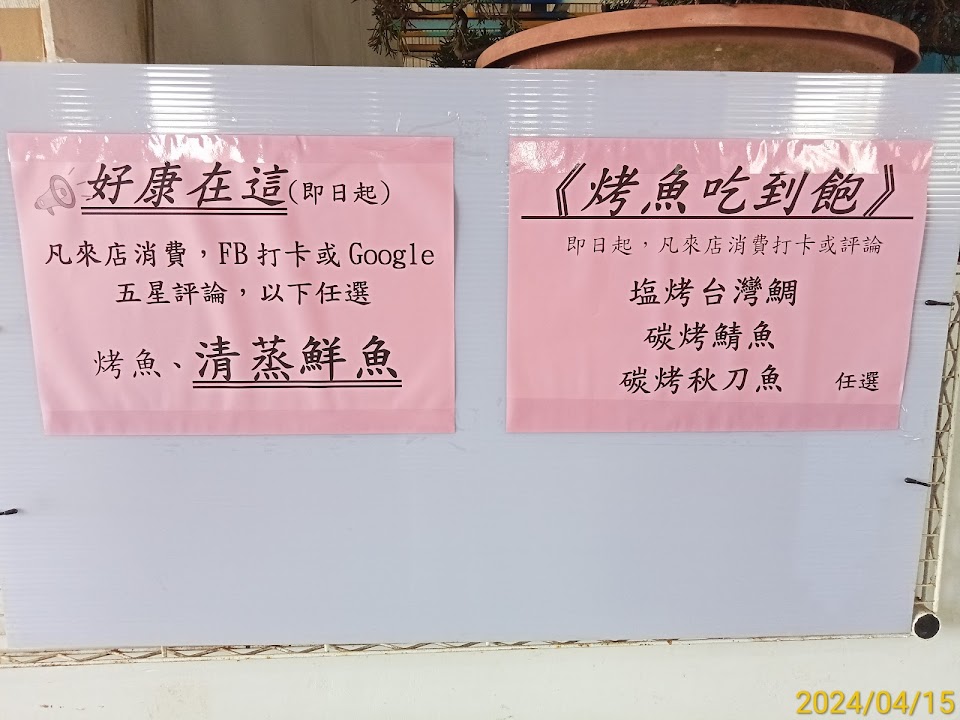 好康在這(即日起)
凡來店消費，FB打卡或Google
五星評論，以下任選
烤魚、清蒸鮮魚
《烤魚吃到飽》
即日起，凡來店消費打卡或評論
塩烤台灣鯛
碳烤鯖魚
碳烤秋刀魚 任選
2024/04/15